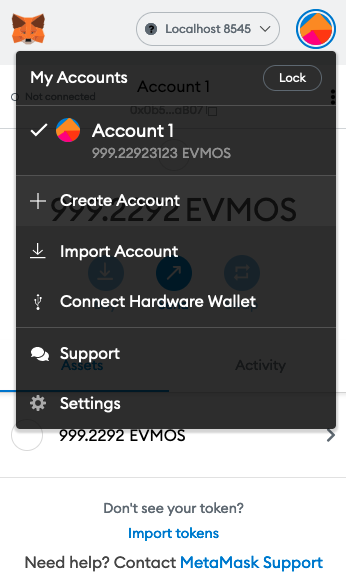 Localhost 8545
My Accounts
Lock
Account 1
Not connected
Account 1
999.22923123 EVMOS
Create Account
999.2292 EVMOS
Import Account
Connect Hardware Wallet
Support
Assets
Activity
Settings
999.2292 EVMOS
Don't see your token?
Import tokens
Need help? Contact MetaMask Support